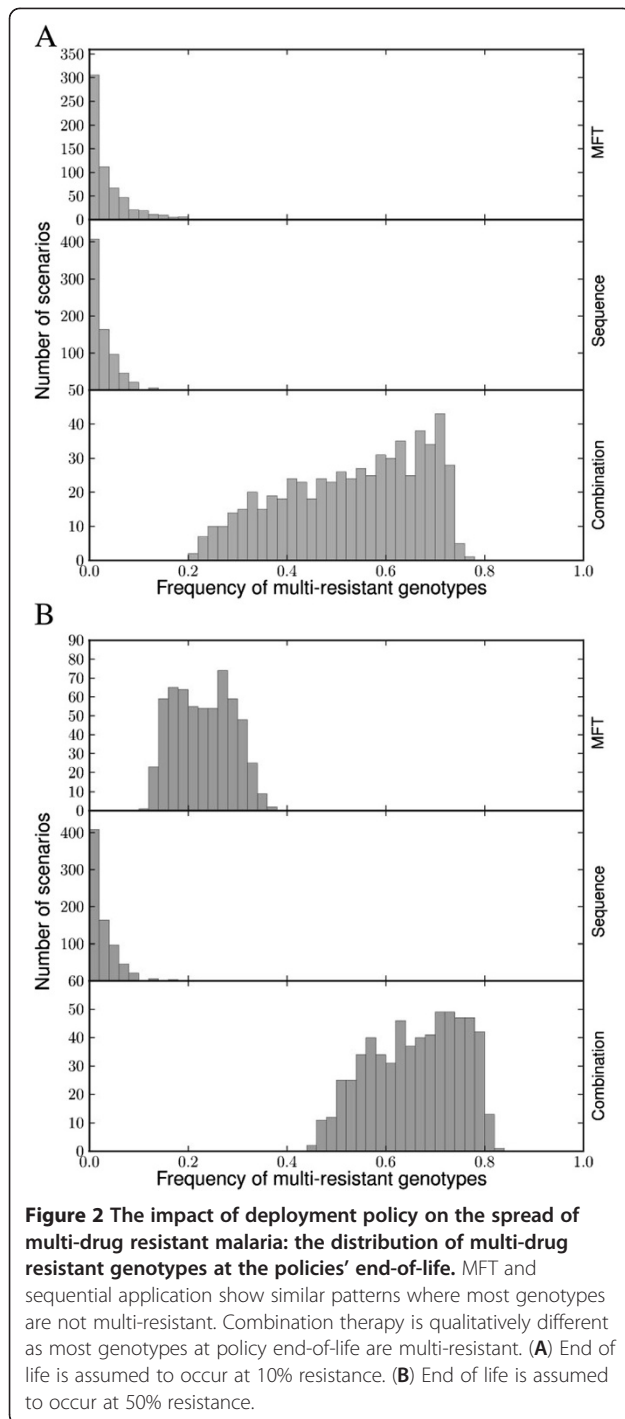 A
350
300
250
200
150
100
50
0
MFT
400
300
200
100
50
Sequence
Number of scenarios
40
30
20
10
0
Combination
0.0 0.2 0.4 0.6 0.8 1.0
Frequency of multi-resistant genotypes
B
90
80
70
60
50
40
30
20
10
0
MFT
400
300
200
100
60
Sequence
Number of scenarios
50
40
30
20
10
0
Combination
0.0 0.2 0.4 0.6 0.8 1.0
Frequency of multi-resistant genotypes
Figure 2 The impact of deployment policy on the spread of
multi-drug resistant malaria: the distribution of multi-drug
resistant genotypes at the policies' end-of-life. MFT and
sequential application show similar patterns where most genotypes
are not multi-resistant. Combination therapy is qualitatively different
as most genotypes at policy end-of-life are multi-resistant. (A) End of
life is assumed to occur at 10% resistance. (B) End of life is assumed
to occur at 50% resistance.